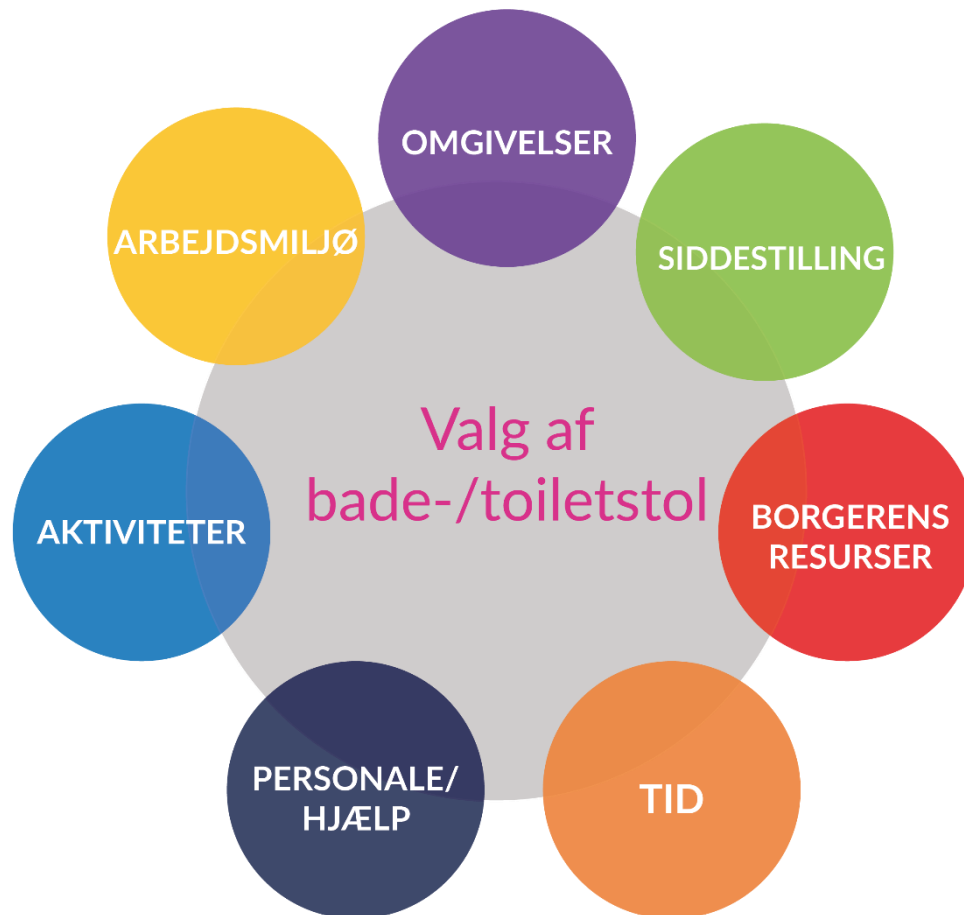 OMGIVELSER
SIDDESTILLING
BORGERENS
RESURSER
TID
PERSONALE/
HJÆLP
AKTIVITETER
ARBEJDSMILJØ
Valg af
bade-/toiletstol